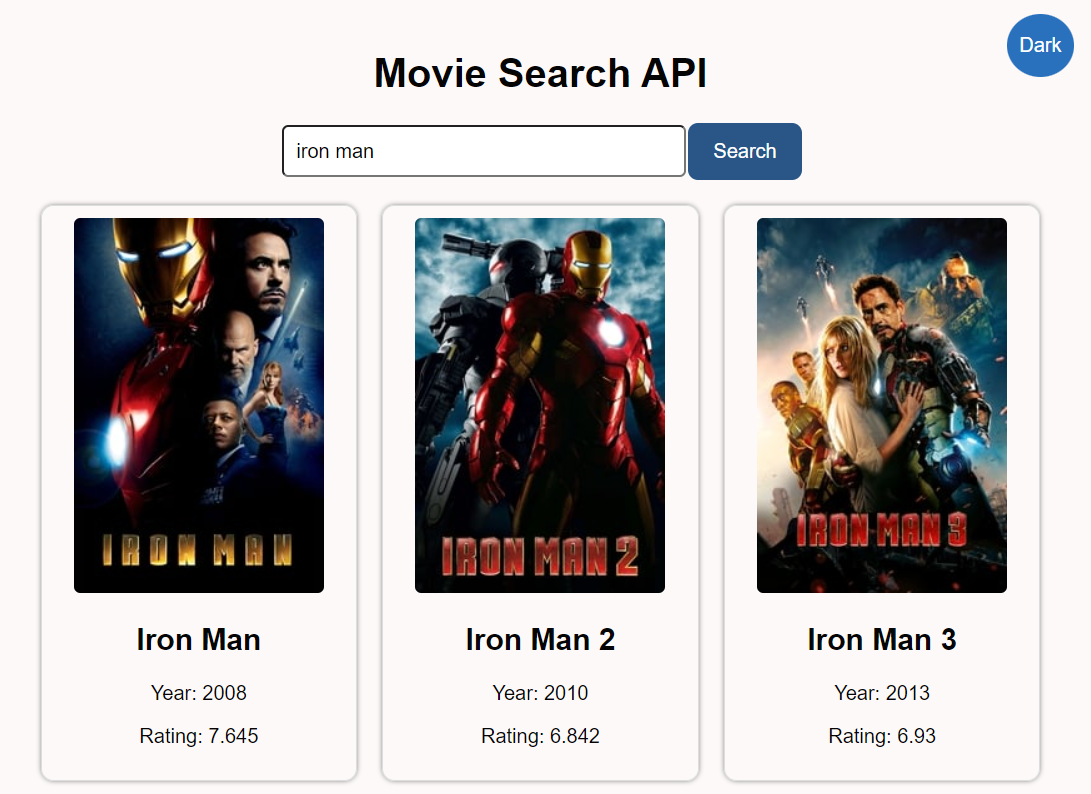 Dark
Movie Search API
iron man
Search
IRON MAN
IRON MAN 2
IRON MAN 3
Iron Man
Year: 2008
Rating: 7.645
Iron Man 2
Year: 2010
Rating: 6.842
Iron Man 3
Year: 2013
Rating: 6.93